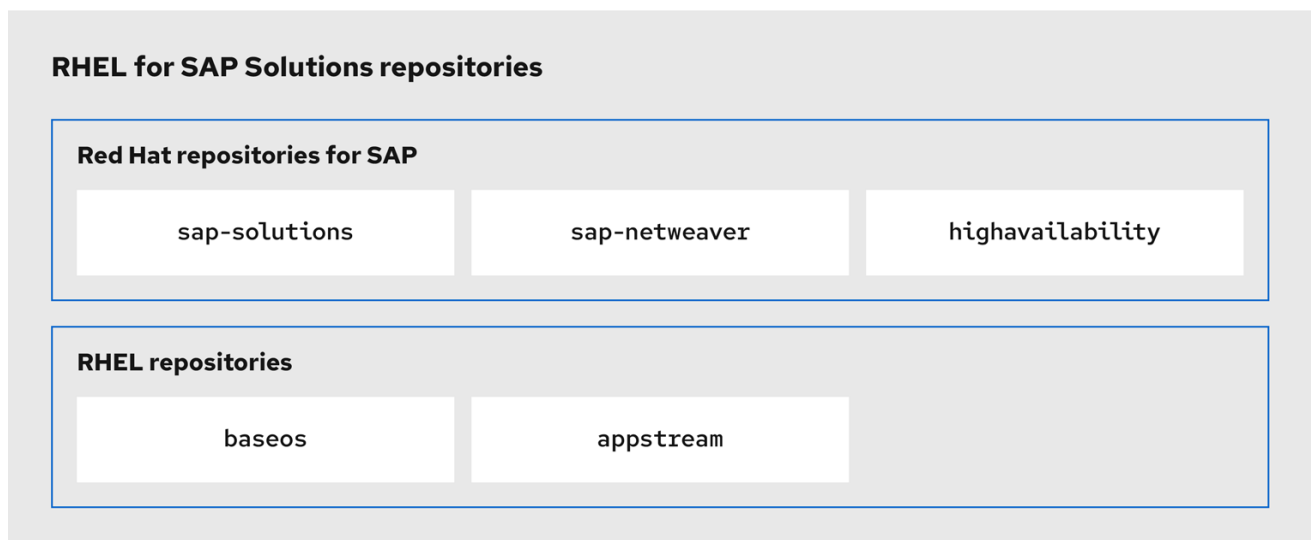 RHEL for SAP Solutions repositories
Red Hat repositories for SAP
sap-solutions
sap-netweaver
highavailability
RHEL repositories
baseos
appstream